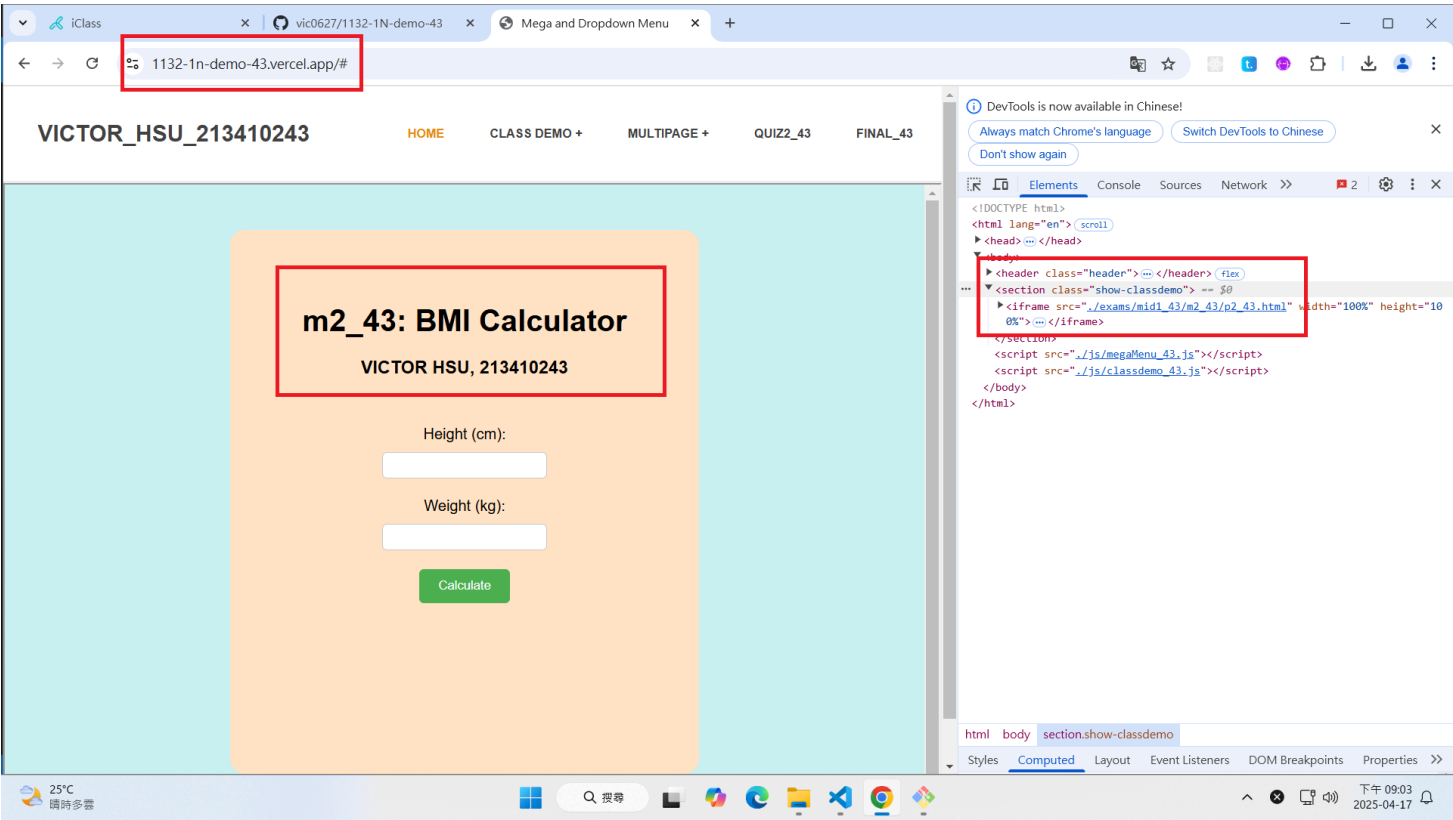 iClass
vic0627/1132-1N-demo-43
Mega and Dropdown Menu
1132-1n-demo-43.vercel.app/#
t.
VICTOR_HSU_213410243
HOME
CLASS DEMO +
MULTIPAGE +
QUIZ2_43
FINAL_43
m2_43: BMI Calculator
VICTOR HSU, 213410243
Height (cm):
Weight (kg):
Calculate
DevTools is now available in Chinese!
Always match Chrome's language
Switch DevTools to Chinese
Don't show again
Elements
Console
Sources
Network
2
<!DOCTYPE html>
<html lang="en"> scroll
<head> ⋯ </head>
<body>
<header class="header"> ⋯ </header> flex
<section class="show-classdemo"> == $0
<iframe src="./exams/mid1_43/m2_43/p2_43.html" width="100%" height="10
0%"> ⋯ </iframe>
</section>
<script src="./js/megaMenu_43.js"></script>
<script src="./js/classdemo_43.js"></script>
</body>
</html>
html body section.show-classdemo
Styles
Computed
Layout
Event Listeners
DOM Breakpoints
Properties
25°C
晴時多雲
搜尋
下午 09:03
2025-04-17